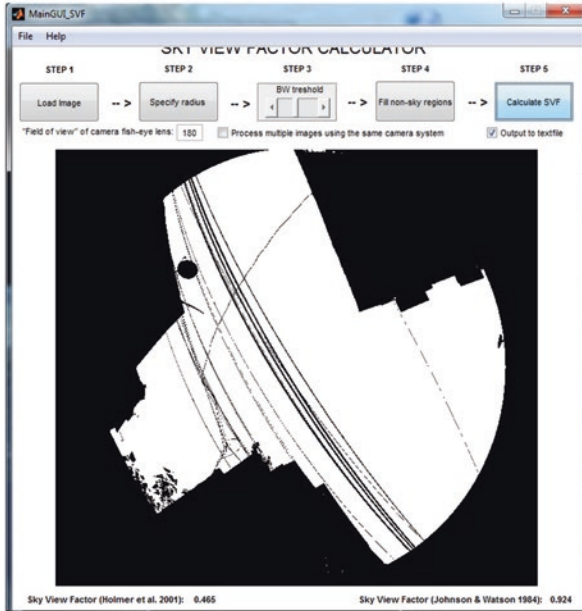 MainGUI_SVF
File Help
SKY VIEW FACTOR CALCULATOR
STEP 1 STEP 2 STEP 3 STEP 4 STEP 5
Load Image -- > Specify radius -- > BW treshold -- > Fill non-sky regions -- > Calculate SVF
"Field of view" of camera fish-eye lens: 180 Process multiple images using the same camera system Output to textfile
Sky View Factor (Holmer et al. 2001): 0.465 Sky View Factor (Johnson & Watson 1984): 0.924